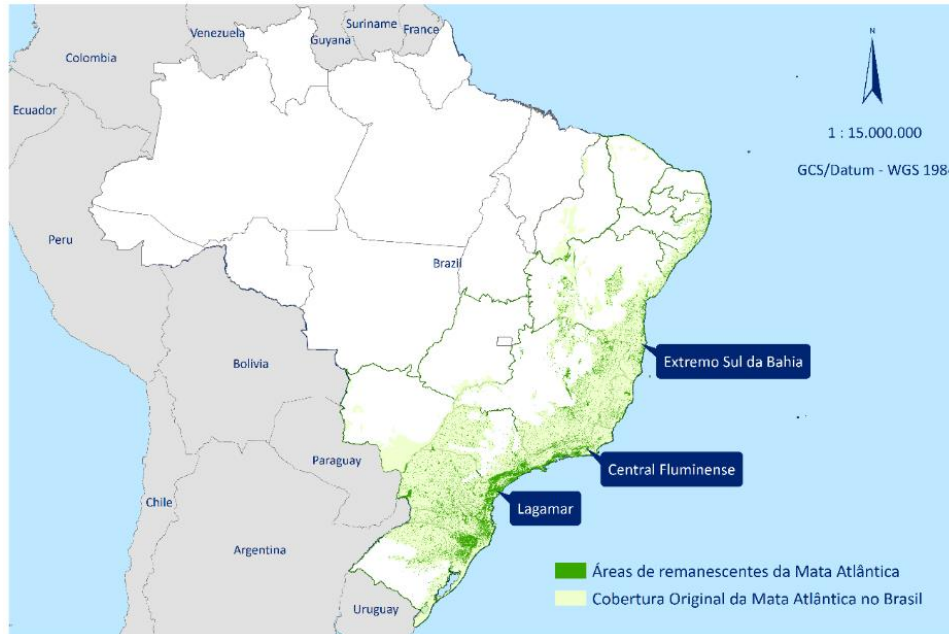 Venezuela
Suriname
Guyana
France
Colombia
N
Ecuador
1 : 15.000.000
GCS/Datum - WGS 198
Peru
Brazil
Bolivia
Extremo Sul da Bahia
Paraguay
Central Fluminense
Chile
Lagamar
Argentina
Áreas de remanescentes da Mata Atlântica
Cobertura Original da Mata Atlântica no Brasil
Uruguay